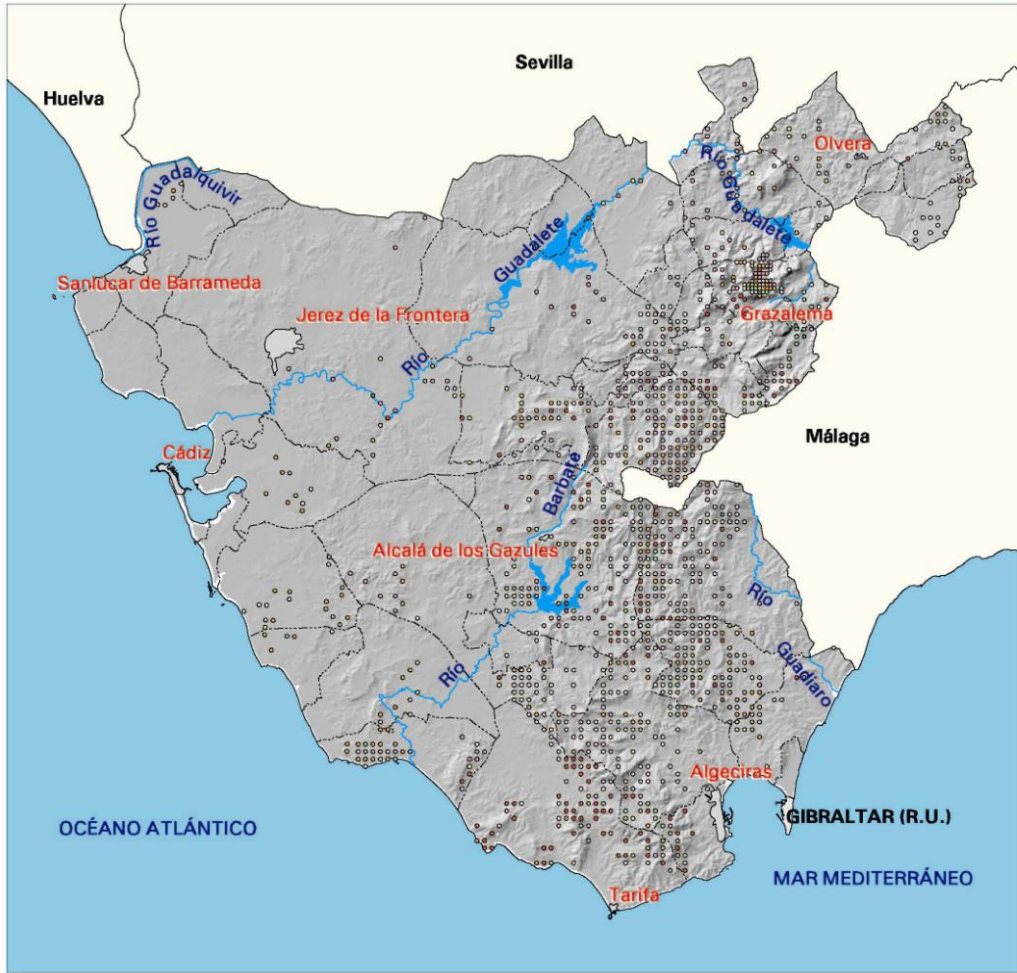 Sevilla
Huelva
Olvera
Río Guadalquivir
Río Guadalete
Guadalete
Sanlúcar de Barrameda
Jerez de la Frontera
Grazalema
Río
Málaga
Cádiz
Barbate
Alcalá de los Gazules
Río
Río
Guadiaro
Algeciras
GIBRALTAR (R.U.)
OCÉANO ATLÁNTICO
MAR MEDITERRÁNEO
Tarifa